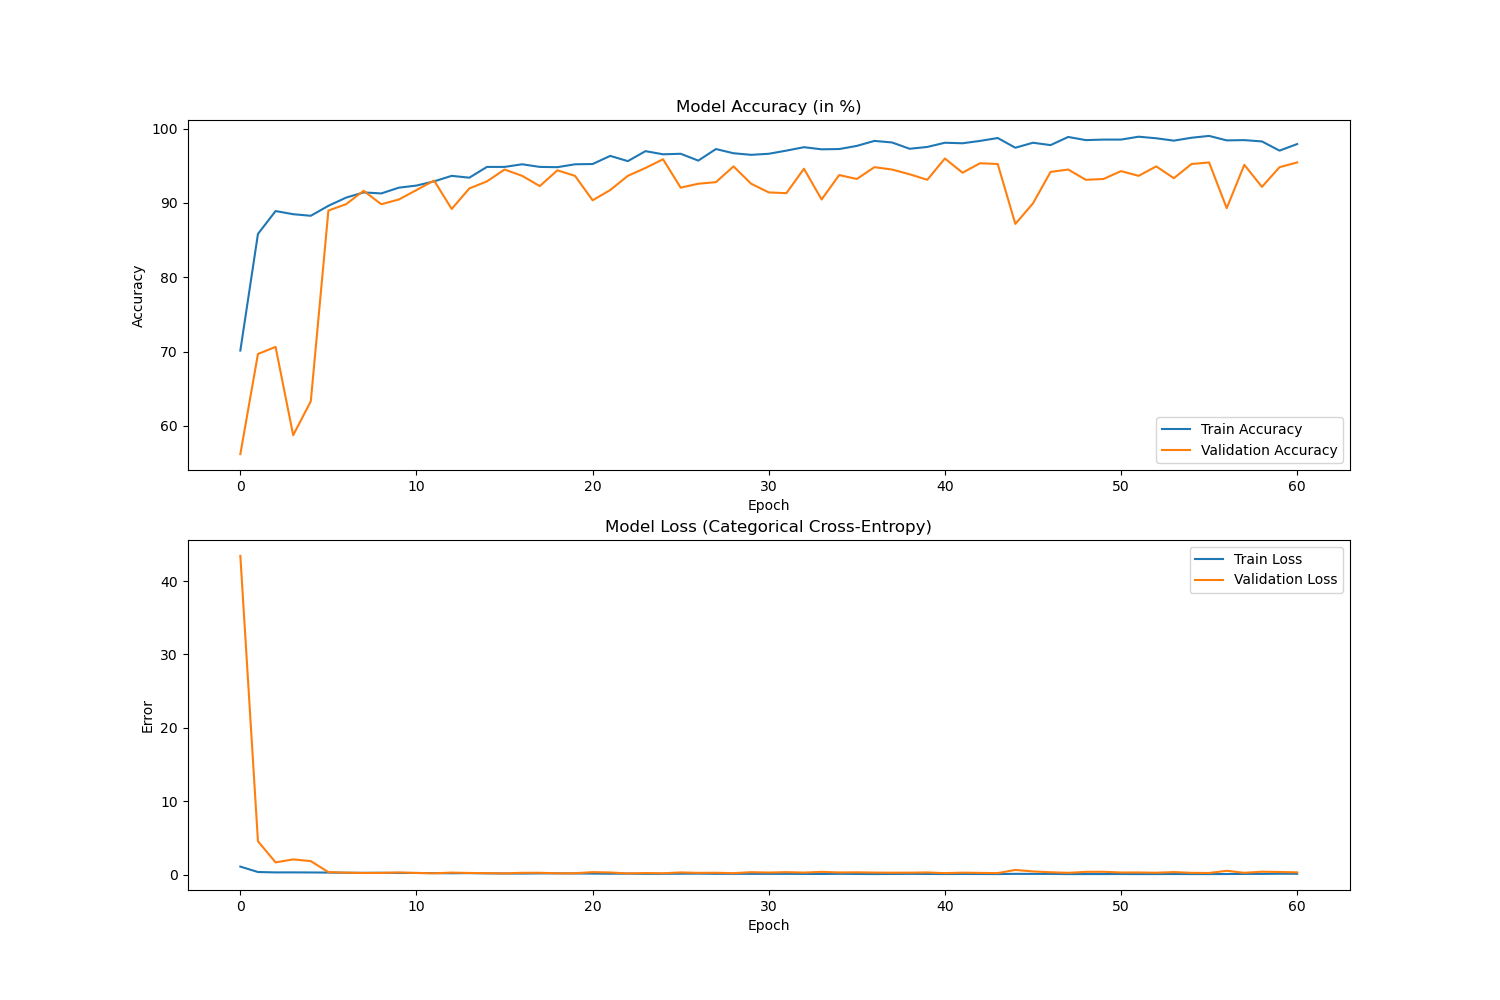 Model Accuracy (in %)
100
90
80
70
60
Accuracy
Train Accuracy
Validation Accuracy
0 10 20 30 40 50 60
Epoch
Model Loss (Categorical Cross-Entropy)
40
30
20
10
0
Error
Train Loss
Validation Loss
0 10 20 30 40 50 60
Epoch